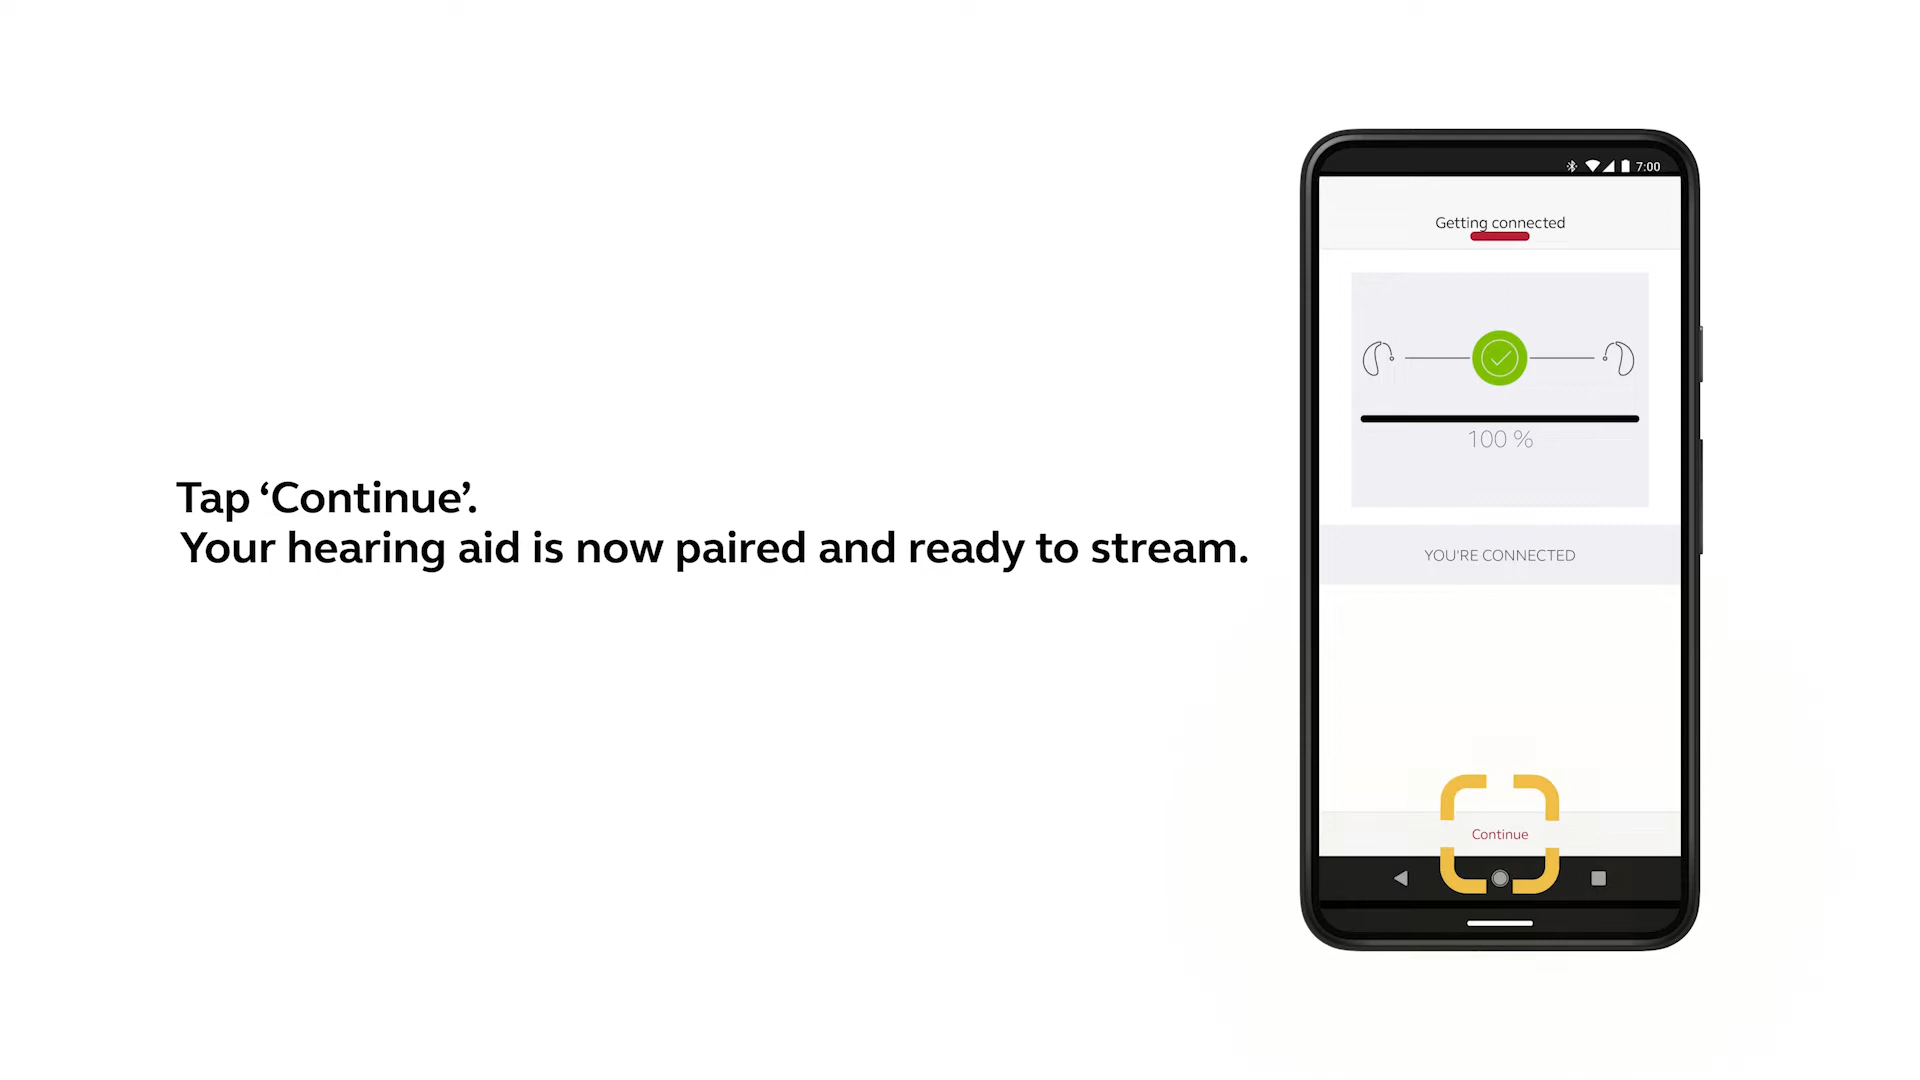 Tap ‘Continue’.
Your hearing aid is now paired and ready to stream.
7:00
Getting connected
100 %
YOU'RE CONNECTED
Continue